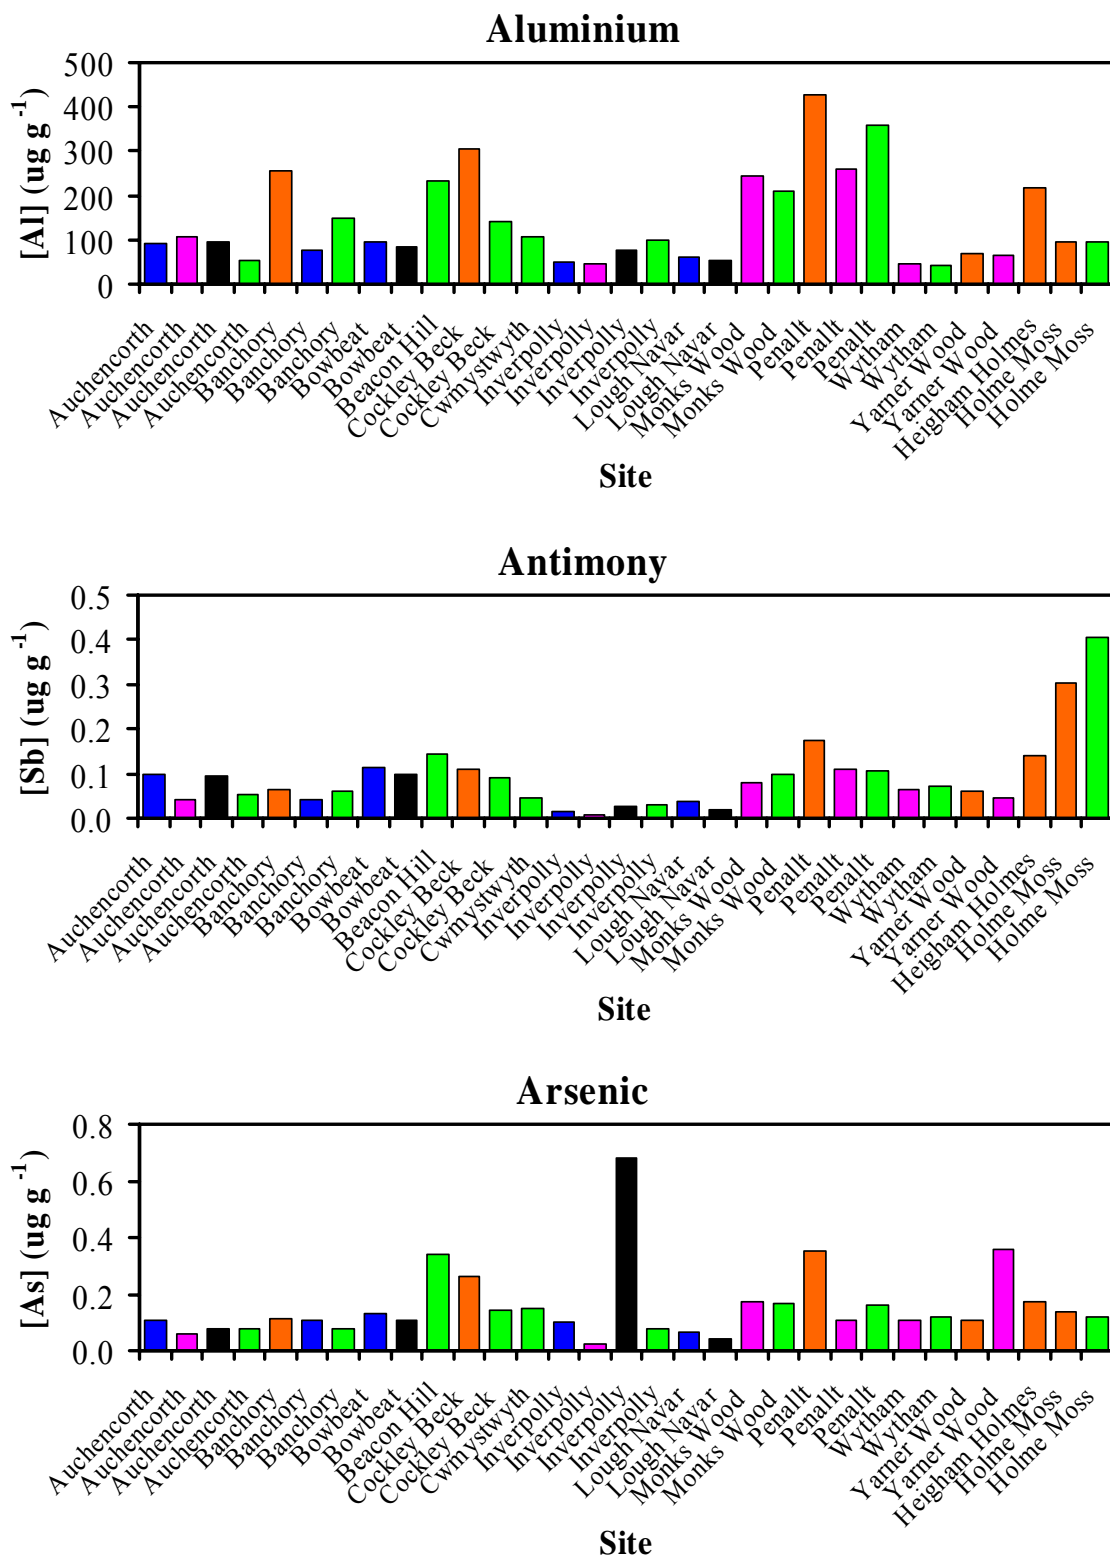 Aluminium
[Al] (ug g -1)
500
400
300
200
100
0
Auchencorth
Auchencorth
Auchencorth
Auchencorth
Banchory
Banchory
Banchory
Bowbeat
Bowbeat
Beacon Hill
Cockley Beck
Cockley Beck
Cwmystwyth
Inverpolly
Inverpolly
Inverpolly
Inverpolly
Lough Navar
Lough Navar
Monks Wood
Monks Wood
Penallt
Penallt
Penallt
Wytham
Wytham
Yarner Wood
Yarner Wood
Heigham Holmes
Holme Moss
Holme Moss
Site
Antimony
[Sb] (ug g -1)
0.5
0.4
0.3
0.2
0.1
0.0
Auchencorth
Auchencorth
Auchencorth
Auchencorth
Banchory
Banchory
Banchory
Bowbeat
Bowbeat
Beacon Hill
Cockley Beck
Cockley Beck
Cwmystwyth
Inverpolly
Inverpolly
Inverpolly
Inverpolly
Lough Navar
Lough Navar
Monks Wood
Monks Wood
Penallt
Penallt
Penallt
Wytham
Wytham
Yarner Wood
Yarner Wood
Heigham Holmes
Holme Moss
Holme Moss
Site
Arsenic
[As] (ug g -1)
0.8
0.6
0.4
0.2
0.0
Auchencorth
Auchencorth
Auchencorth
Auchencorth
Banchory
Banchory
Banchory
Bowbeat
Bowbeat
Beacon Hill
Cockley Beck
Cockley Beck
Cwmystwyth
Inverpolly
Inverpolly
Inverpolly
Inverpolly
Lough Navar
Lough Navar
Monks Wood
Monks Wood
Penallt
Penallt
Penallt
Wytham
Wytham
Yarner Wood
Yarner Wood
Heigham Holmes
Holme Moss
Holme Moss
Site